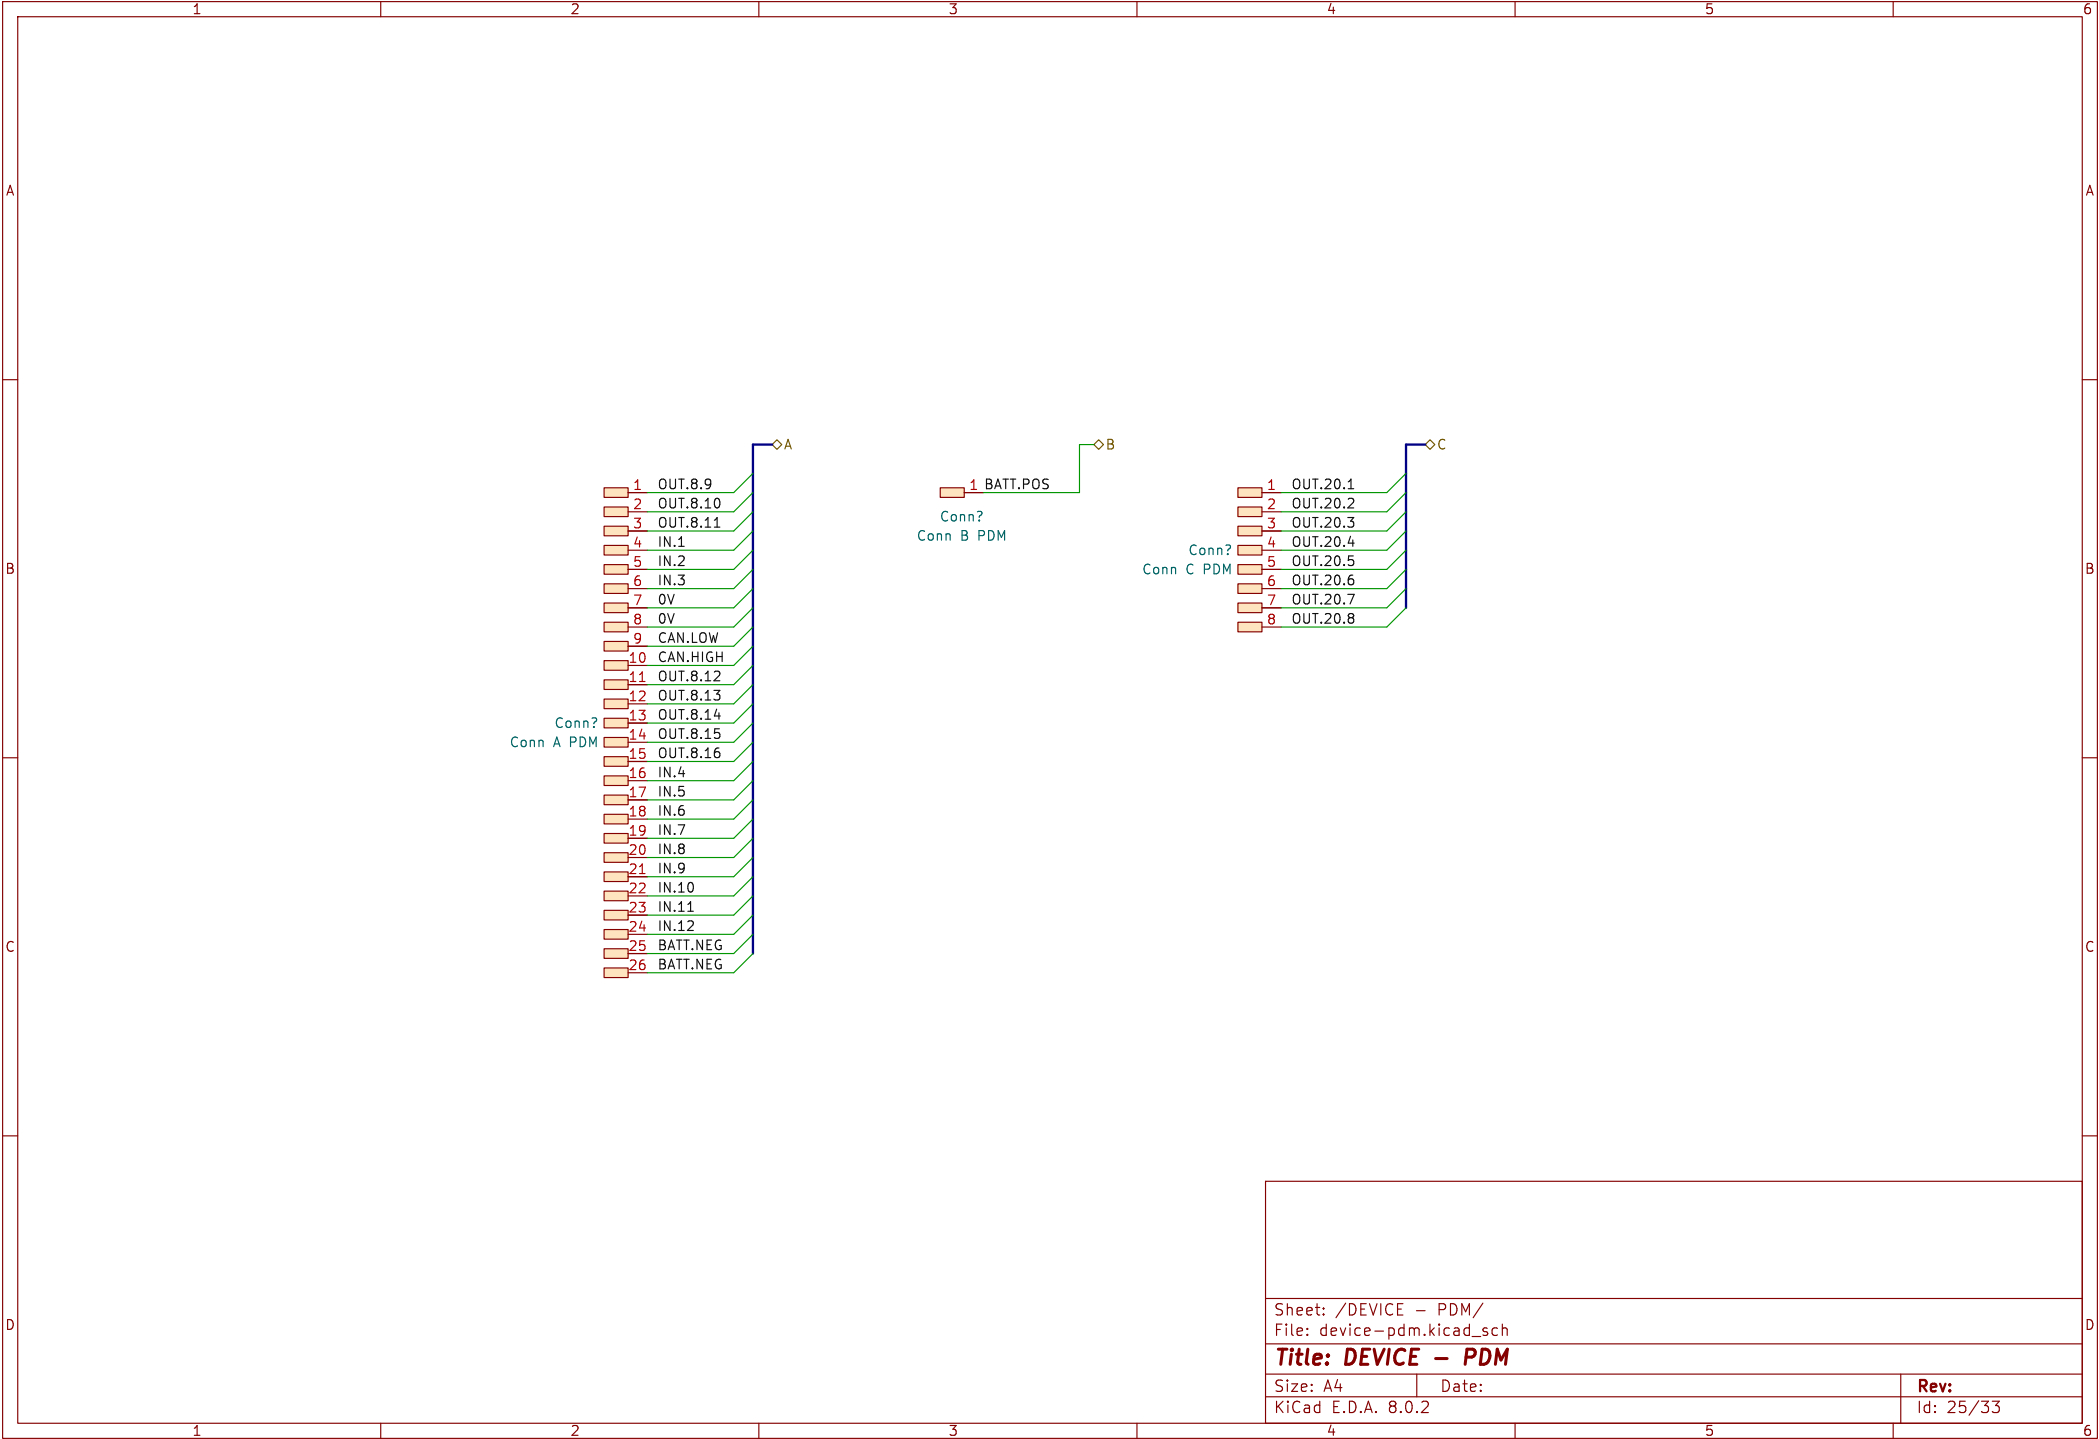 1 2 3 4 5 6
A A
A
B
C
1 OUT.8.9
2 OUT.8.10
3 OUT.8.11
4 IN.1
5 IN.2
6 IN.3
7 0V
8 0V
9 CAN.LOW
10 CAN.HIGH
11 OUT.8.12
12 OUT.8.13
13 OUT.8.14
14 OUT.8.15
15 OUT.8.16
16 IN.4
17 IN.5
18 IN.6
19 IN.7
20 IN.8
21 IN.9
22 IN.10
23 IN.11
24 IN.12
25 BATT.NEG
26 BATT.NEG
Conn?
Conn A PDM
1 BATT.POS
Conn?
Conn B PDM
1 OUT.20.1
2 OUT.20.2
3 OUT.20.3
4 OUT.20.4
5 OUT.20.5
6 OUT.20.6
7 OUT.20.7
8 OUT.20.8
Conn?
Conn C PDM
B B
C C
D D
Sheet: /DEVICE − PDM/
File: device−pdm.kicad_sch
Title: DEVICE − PDM
Size: A4 Date: Rev:
KiCad E.D.A. 8.0.2 Id: 25/33
1 2 3 4 5 6